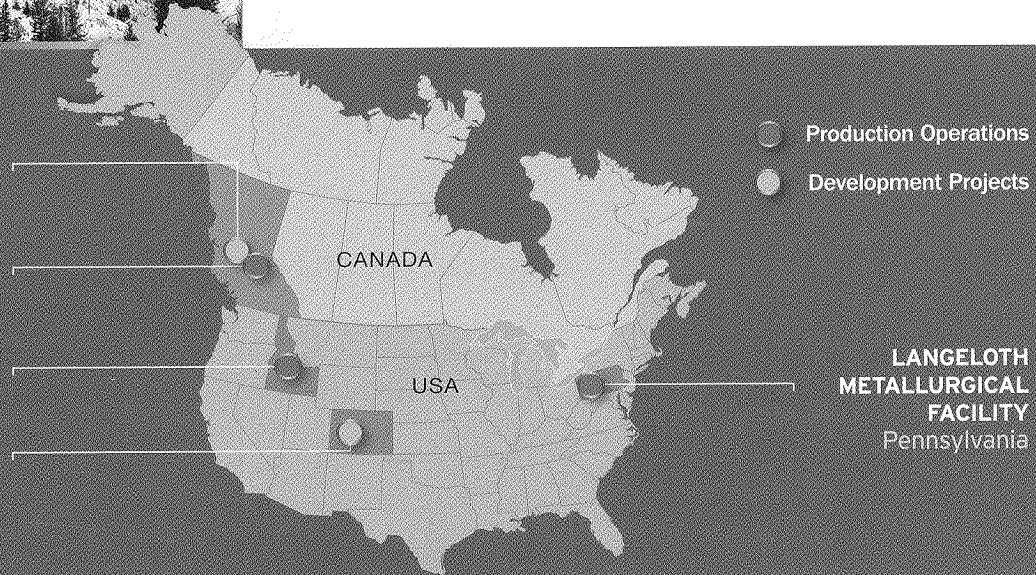 Production Operations
Development Projects
CANADA
USA
LANGELOTH
METALLURGICAL
FACILITY
Pennsylvania